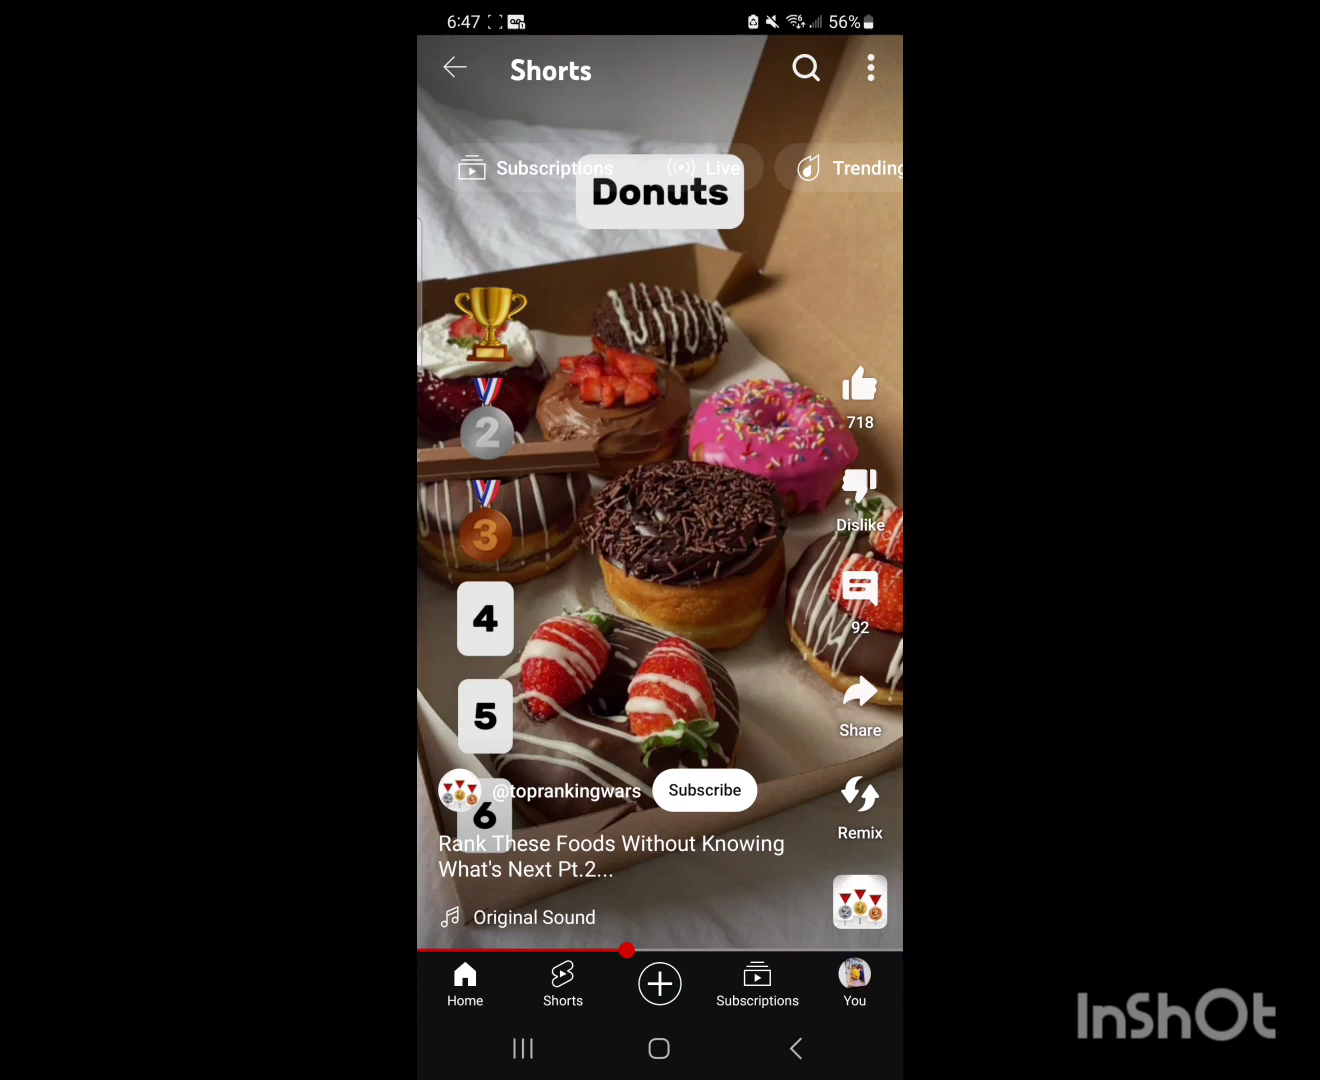 6:47
56%
Shorts
Subscriptions
Live
Trending
Donuts
2
3
4
5
6
718
Dislike
92
Share
Remix
@toprankingwars
Subscribe
Rank These Foods Without Knowing
What's Next Pt.2...
Original Sound
Home
Shorts
Subscriptions
You
InShOt